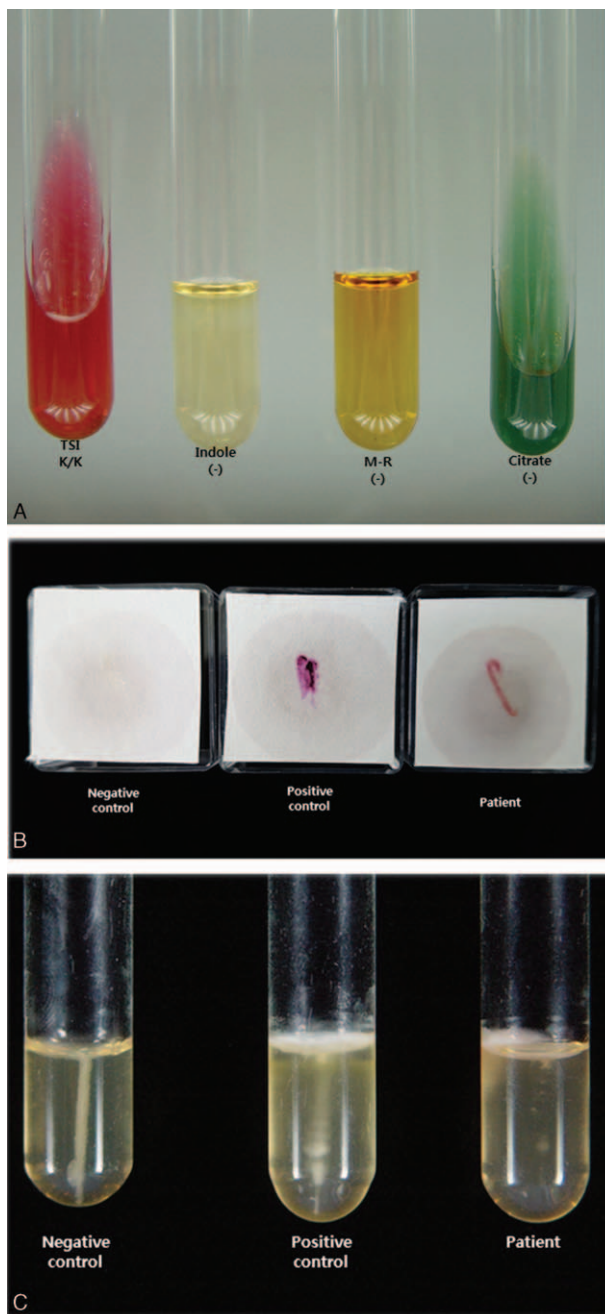 TSI
K/K
Indole
(-)
M-R
(-)
Citrate
(-)
A
Negative
control
Positive
control
Patient
B
Negative
control
Positive
control
Patient
C